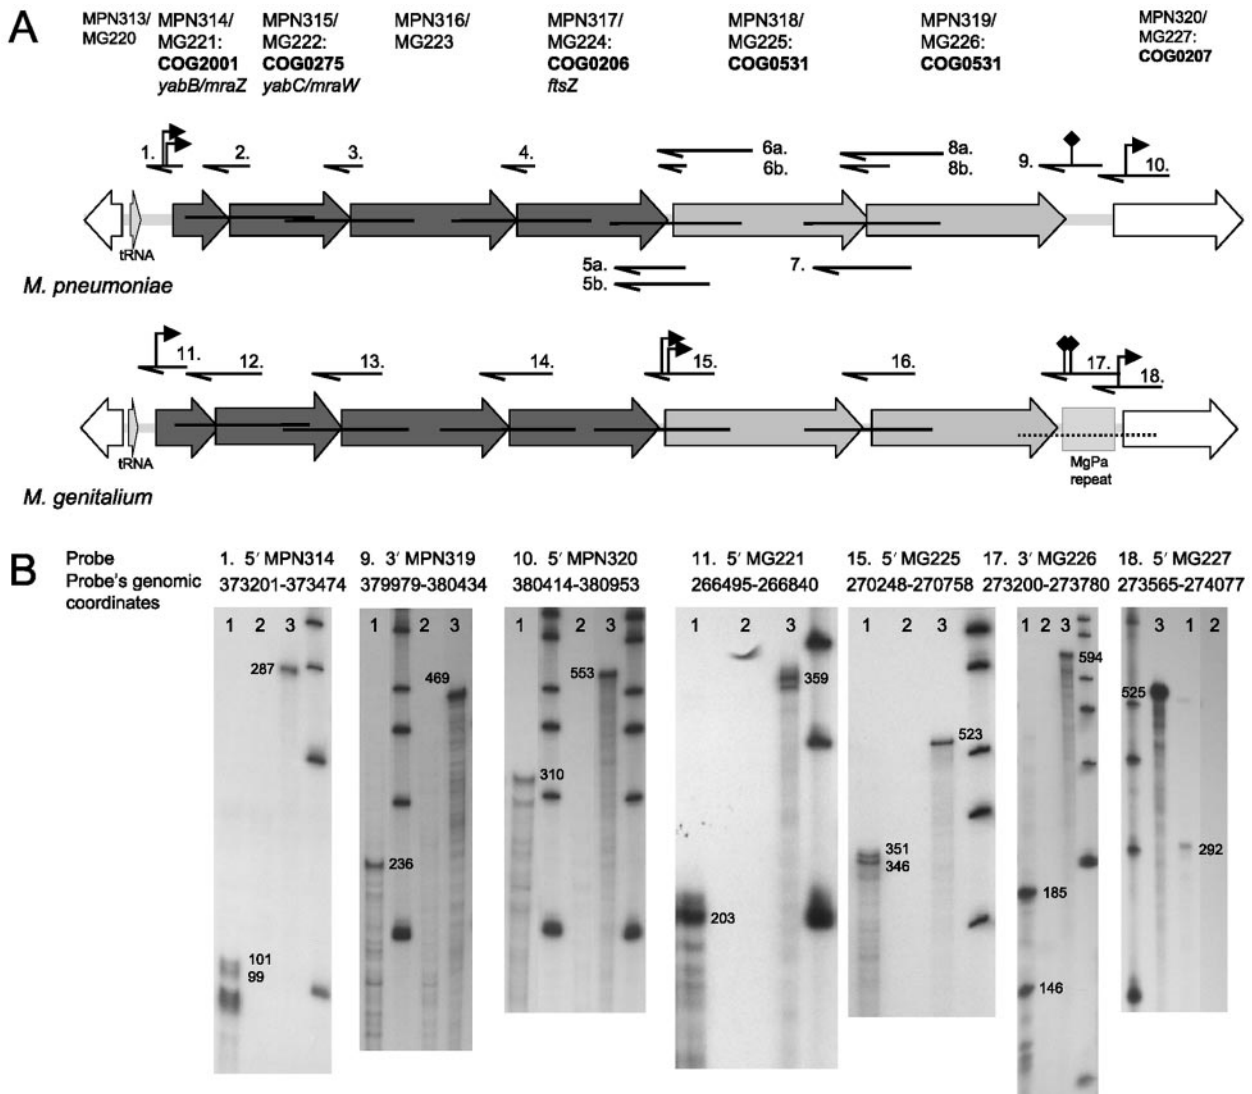 A
MPN313/
MG220
MPN314/
MG221:
COG2001
yabB/mraZ
MPN315/
MG222:
COG0275
yabC/mraW
MPN316/
MG223
MPN317/
MG224:
COG0206
ftsZ
MPN318/
MG225:
COG0531
MPN319/
MG226:
COG0531
MPN320/
MG227:
COG0207
1. 2. 3. 4. 6a. 8a. 9. 10.
6b. 8b.
tRNA
5a. 7.
5b.
M. pneumoniae
11. 12. 13. 14. 15. 16. 17. 18.
tRNA
MgPa
repeat
M. genitalium
B
Probe 1. 5′ MPN314 9. 3′ MPN319 10. 5′ MPN320 11. 5′ MG221 15. 5′ MG225 17. 3′ MG226 18. 5′ MG227
Probe's genomic 373201-373474 379979-380434 380414-380953 266495-266840 270248-270758 273200-273780 273565-274077
coordinates
1 2 3
287
101
99
1 2 3
469
236
1 2 3
553
310
1 2 3
359
203
1 2 3
523
351
346
1 2 3
594
185
146
3 1 2
525
292